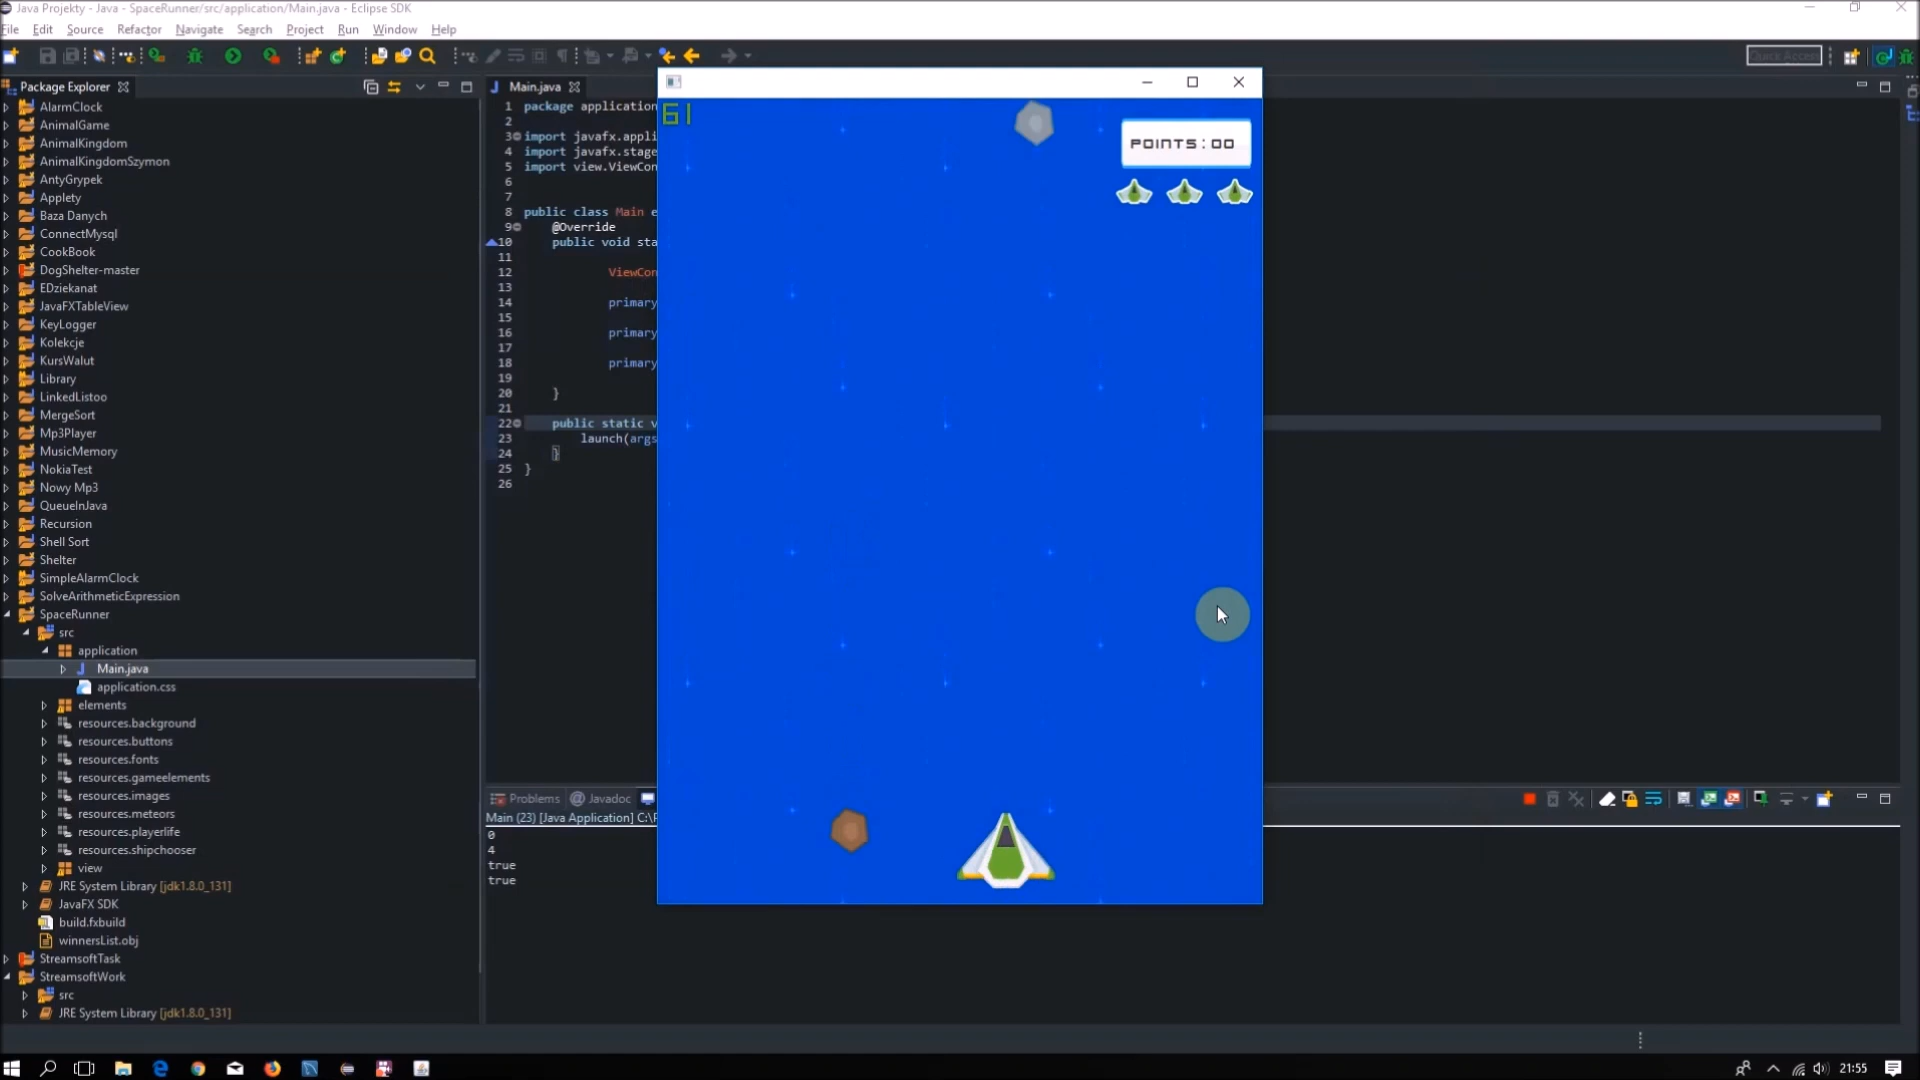 Java Projekty - Java - SpaceRunner/src/application/Main.java - Eclipse SDK
File Edit Source Refactor Navigate Search Project Run Window Help
Quick Access
Package Explorer
AlarmClock
AnimalGame
AnimalKingdom
AnimalKingdomSzymon
AntyGrypek
Applety
Baza Danych
ConnectMysql
CookBook
DogShelter-master
EDziekanat
JavaFXTableView
KeyLogger
Kolekcje
KursWalut
Library
LinkedListoo
MergeSort
Mp3Player
MusicMemory
NokiaTest
Nowy Mp3
QueueInJava
Recursion
Shell Sort
Shelter
SimpleAlarmClock
SolveArithmeticExpression
SpaceRunner
src
application
Main.java
application.css
elements
resources.background
resources.buttons
resources.fonts
resources.gameelements
resources.images
resources.meteors
resources.playerlife
resources.shipchooser
view
JRE System Library [jdk1.8.0_131]
JavaFX SDK
build.fxbuild
winnersList.obj
StreamsoftTask
StreamsoftWork
src
JRE System Library [jdk1.8.0_131]
Main.java
1 package application
2
3 import javafx.appli
4 import javafx.stage
5 import view.ViewCon
6
7
8 public class Main e
9 @Override
10 public void sta
11
12 ViewCon
13
14 primary
15
16 primary
17
18 primary
19
20 }
21
22 public static v
23 launch(args
24 }
25 }
26
61
POINTS:00
Problems @ Javadoc
Main (23) [Java Application] C:\P
0
4
true
true
21:55